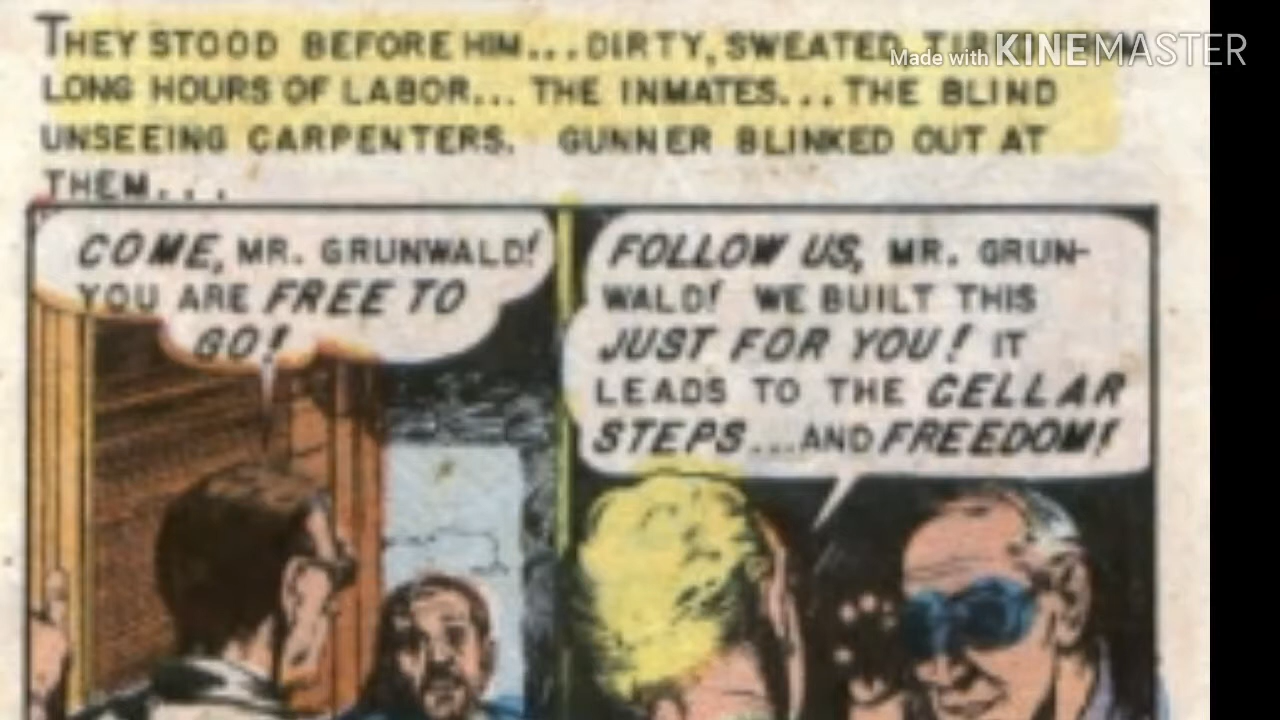 THEY STOOD BEFORE HIM...DIRTY, SWEATED,
Made with KINEMASTER
LONG HOURS OF LABOR... THE INMATES...THE BLIND
UNSEEING CARPENTERS. GUNNER BLINKED OUT AT
THEM...
COME, MR. GRUNWALD!
YOU ARE FREE TO
GO!
FOLLOW US, MR. GRUN-
WALD! WE BUILT THIS
JUST FOR YOU! IT
LEADS TO THE CELLAR
STEPS...AND FREEDOM!